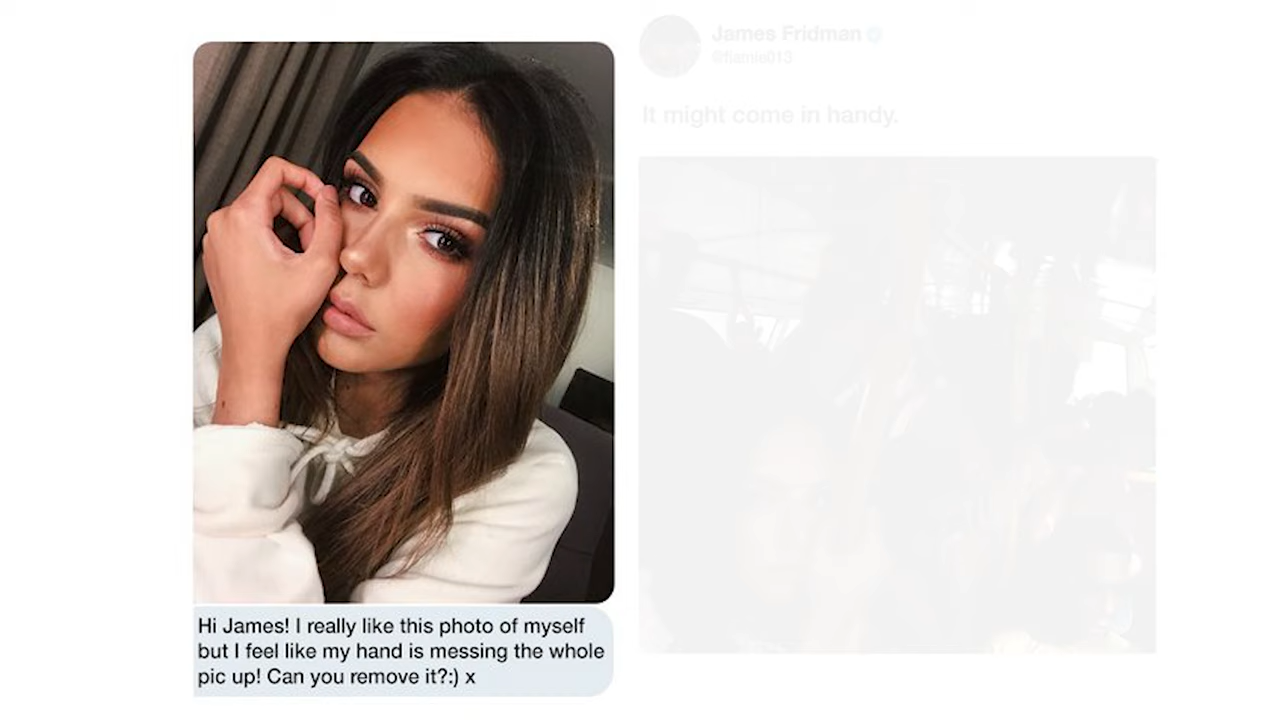 Hi James! I really like this photo of myself
but I feel like my hand is messing the whole
pic up! Can you remove it?:) x
James Fridman
@fjamie013
It might come in handy.